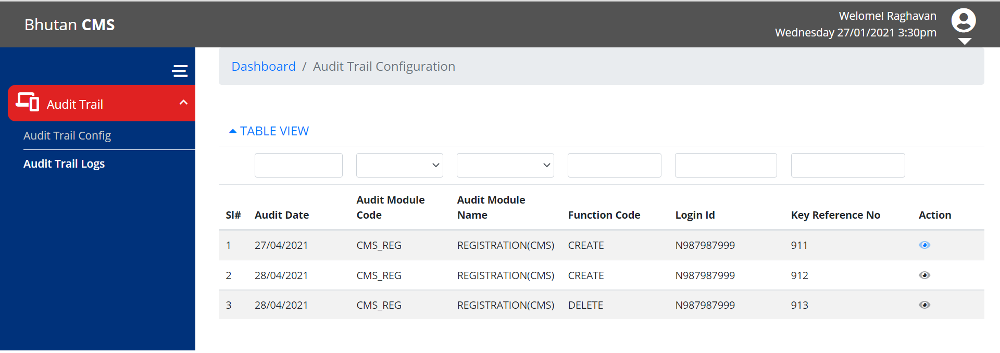 Bhutan CMS
Welome! Raghavan
Wednesday 27/01/2021 3:30pm
Dashboard / Audit Trail Configuration
Audit Trail
Audit Trail Config
Audit Trail Logs
TABLE VIEW
Sl# Audit Date Audit Module Code Audit Module Name Function Code Login Id Key Reference No Action
1 27/04/2021 CMS_REG REGISTRATION(CMS) CREATE N987987999 911
2 28/04/2021 CMS_REG REGISTRATION(CMS) CREATE N987987999 912
3 28/04/2021 CMS_REG REGISTRATION(CMS) DELETE N987987999 913